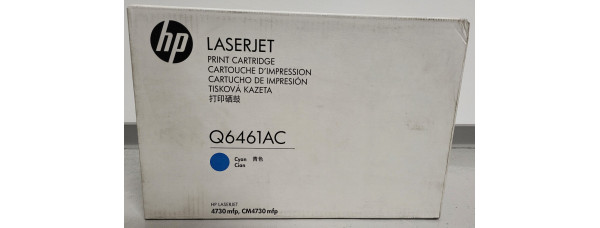 hp
LASERJET
PRINT CARTRIDGE
CARTOUCHE D'IMPRESSION
CARTUCHO DE IMPRESIÓN
TISKOVÁ KAZETA
打印硒鼓
Q6461AC
Cyan 青色
Cian
HP LASERJET
4730 mfp, CM4730 mfp